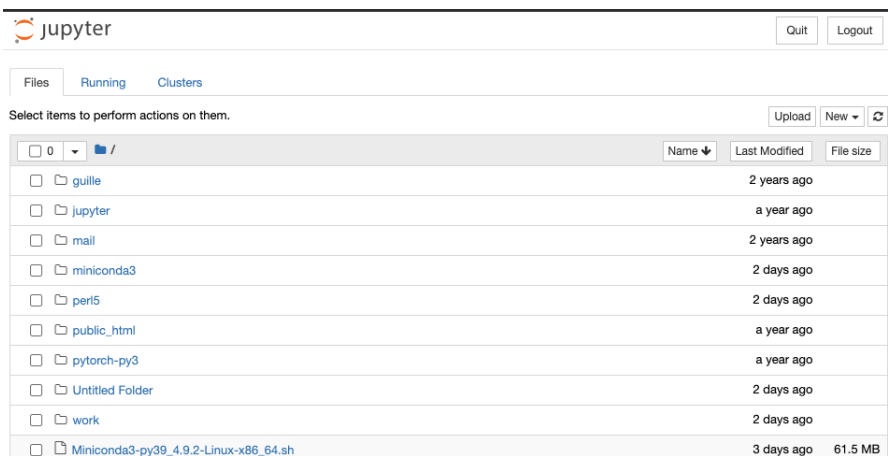 jupyter Quit Logout
Files Running Clusters
Select items to perform actions on them. Upload New
0 / Name Last Modified File size
guille 2 years ago
jupyter a year ago
mail 2 years ago
miniconda3 2 days ago
perl5 2 days ago
public_html a year ago
pytorch-py3 a year ago
Untitled Folder 2 days ago
work 2 days ago
Miniconda3-py39_4.9.2-Linux-x86_64.sh 3 days ago 61.5 MB